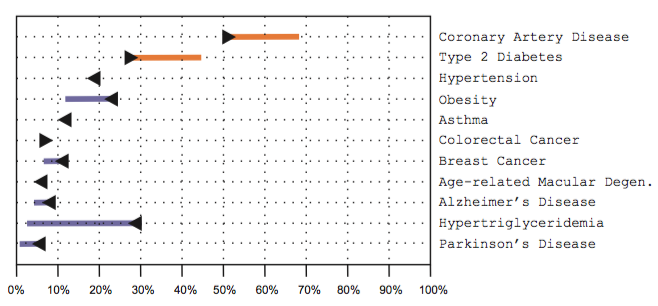 Coronary Artery Disease
Type 2 Diabetes
Hypertension
Obesity
Asthma
Colorectal Cancer
Breast Cancer
Age-related Macular Degen.
Alzheimer's Disease
Hypertriglyceridemia
Parkinson's Disease
0% 10% 20% 30% 40% 50% 60% 70% 80% 90% 100%